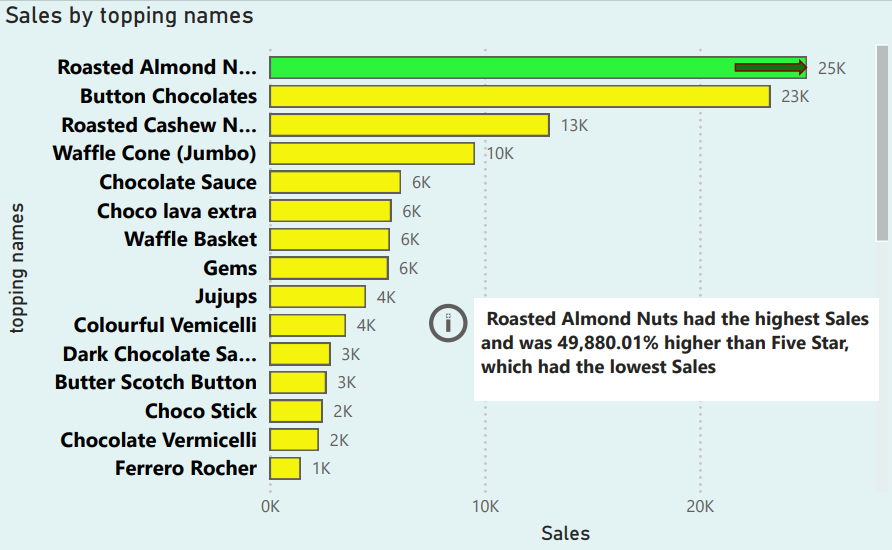 Sales by topping names
topping names
Roasted Almond N... 25K
Button Chocolates 23K
Roasted Cashew N... 13K
Waffle Cone (Jumbo) 10K
Chocolate Sauce 6K
Choco lava extra 6K
Waffle Basket 6K
Gems 6K
Jujups 4K
Colourful Vemicelli 4K
Dark Chocolate Sa... 3K
Butter Scotch Button 3K
Choco Stick 2K
Chocolate Vermicelli 2K
Ferrero Rocher 1K
Roasted Almond Nuts had the highest Sales
and was 49,880.01% higher than Five Star,
which had the lowest Sales
0K 10K 20K
Sales